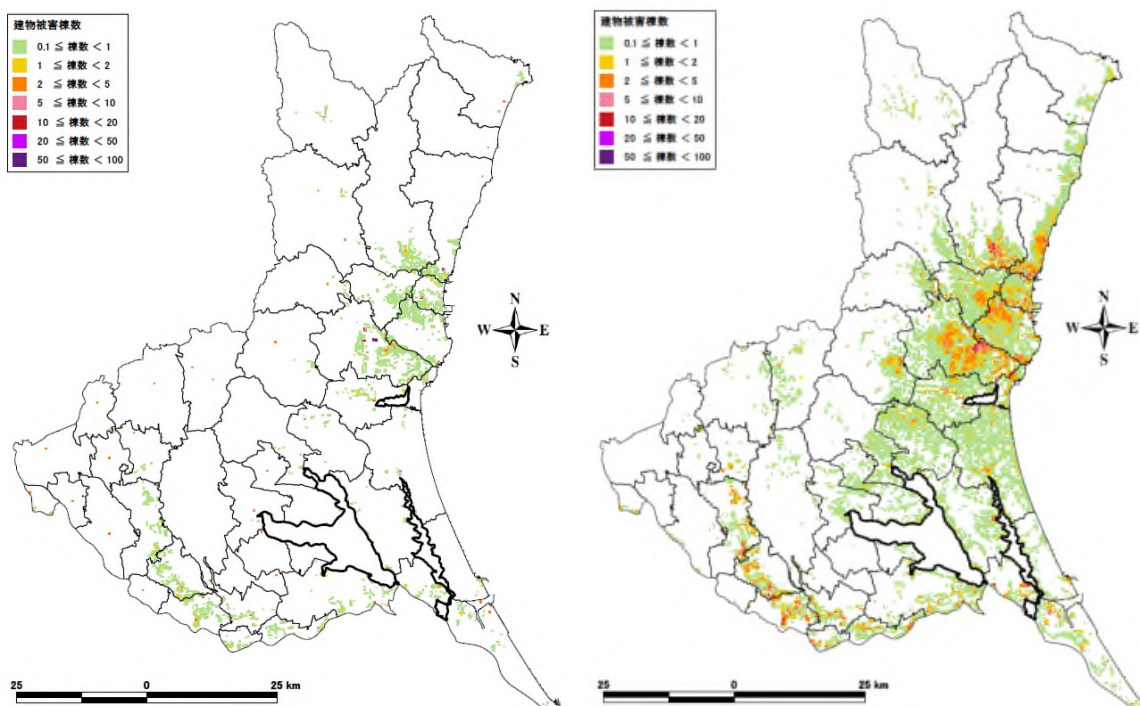 建物被害棟数
0.1 ≦ 棟数 < 1
1 ≦ 棟数 < 2
2 ≦ 棟数 < 5
5 ≦ 棟数 < 10
10 ≦ 棟数 < 20
20 ≦ 棟数 < 50
50 ≦ 棟数 < 100
N
W
E
S
25
0
25 km
建物被害棟数
0.1 ≦ 棟数 < 1
1 ≦ 棟数 < 2
2 ≦ 棟数 < 5
5 ≦ 棟数 < 10
10 ≦ 棟数 < 20
20 ≦ 棟数 < 50
50 ≦ 棟数 < 100
N
W
E
S
25
0
25 km